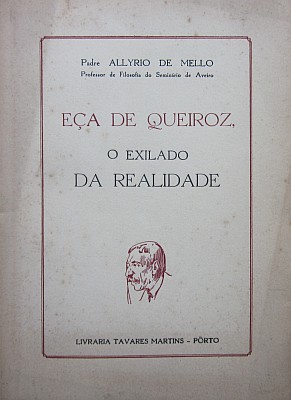 Padre ALLYRIO DE MELLO
Professor de Filosofia do Seminário de Aveiro
EÇA DE QUEIROZ,
O EXILADO
DA REALIDADE
LIVRARIA TAVARES MARTINS - PÔRTO